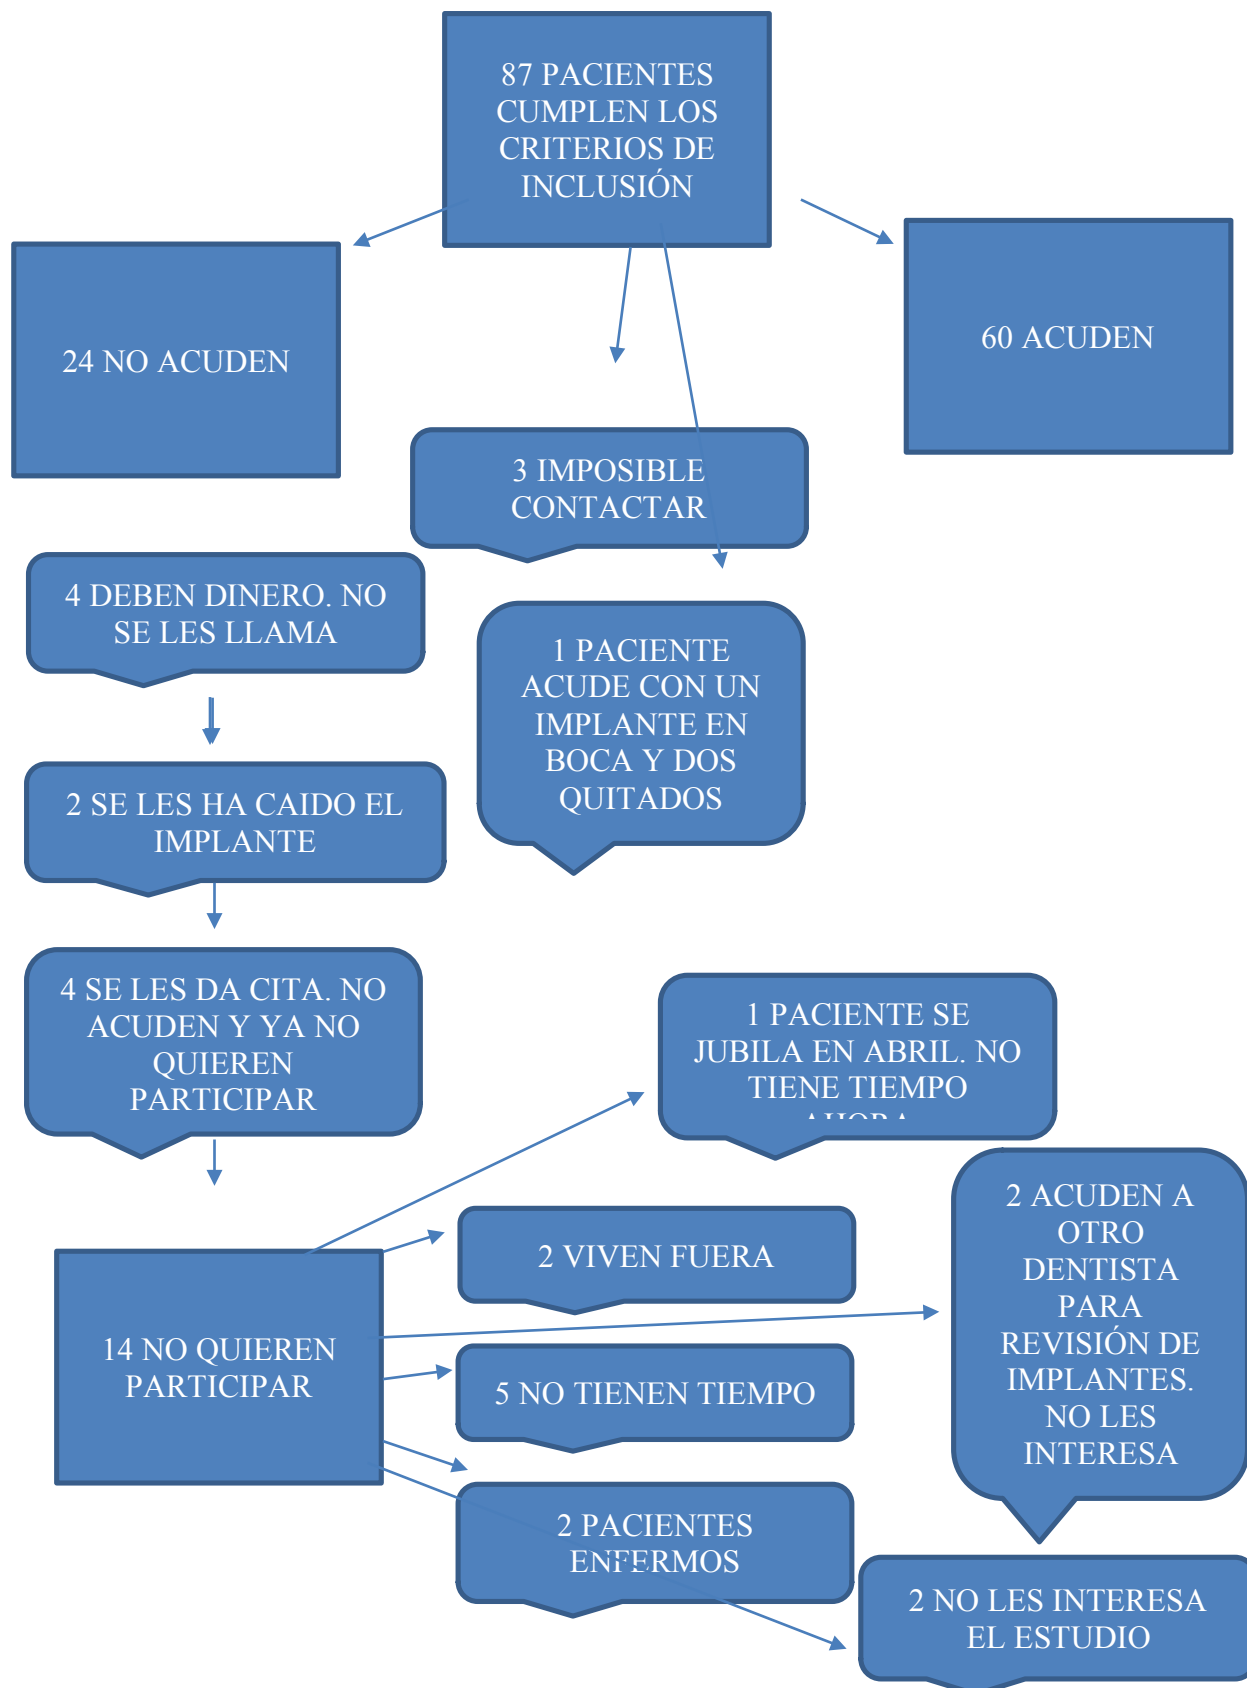 87 PACIENTES
CUMPLEN LOS
CRITERIOS DE
INCLUSIÓN
24 NO ACUDEN
60 ACUDEN
3 IMPOSIBLE
CONTACTAR
4 DEBEN DINERO. NO
SE LES LLAMA
1 PACIENTE
ACUDE CON UN
IMPLANTE EN
BOCA Y DOS
QUITADOS
2 SE LES HA CAIDO EL
IMPLANTE
4 SE LES DA CITA. NO
ACUDEN Y YA NO
QUIEREN
PARTICIPAR
1 PACIENTE SE
JUBILA EN ABRIL. NO
TIENE TIEMPO
AHORA
2 VIVEN FUERA
2 ACUDEN A
OTRO
DENTISTA
PARA
REVISIÓN DE
IMPLANTES.
NO LES
INTERESA
14 NO QUIEREN
PARTICIPAR
5 NO TIENEN TIEMPO
2 PACIENTES
ENFERMOS
2 NO LES INTERESA
EL ESTUDIO